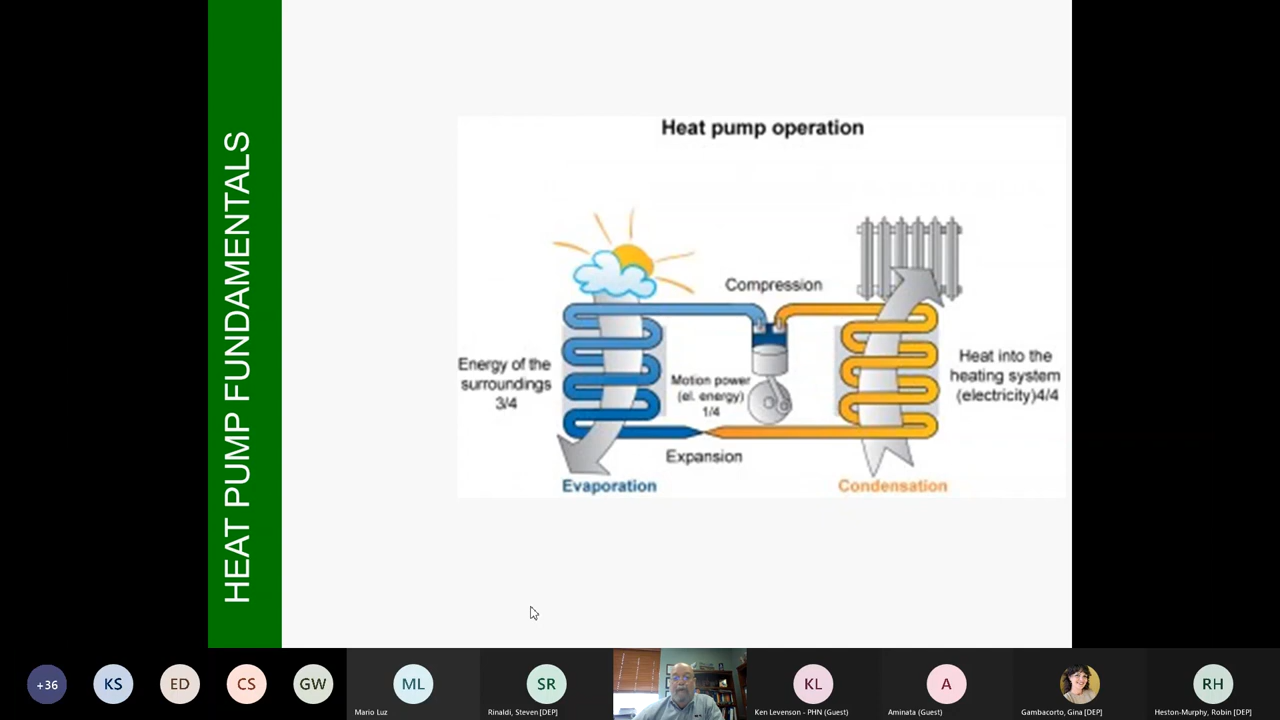 HEAT PUMP FUNDAMENTALS
Heat pump operation
Compression
Energy of the
surroundings
3/4
Motion power
(el. energy)
1/4
Heat into the
heating system
(electricity)4/4
Expansion
Evaporation
Condensation
+36
KS
ED
CS
GW
ML
Mario Luz
SR
Rinaldi, Steven [DEP]
KL
Ken Levenson - PHN (Guest)
A
Aminata (Guest)
Gambacorto, Gina [DEP]
RH
Heston-Murphy, Robin [DEP]